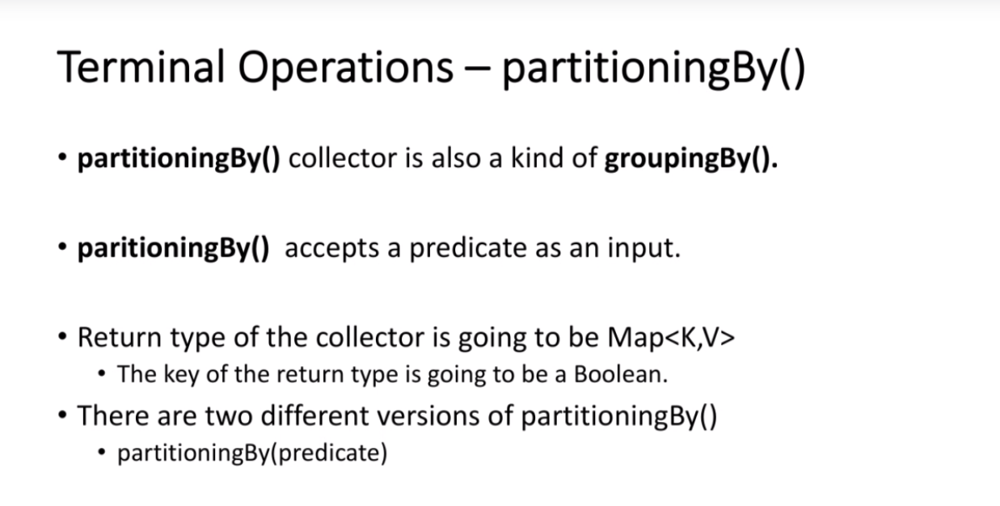 Terminal Operations – partitioningBy()
• partitioningBy() collector is also a kind of groupingBy().
• paritioningBy() accepts a predicate as an input.
• Return type of the collector is going to be Map<K,V>
• The key of the return type is going to be a Boolean.
• There are two different versions of partitioningBy()
• partitioningBy(predicate)